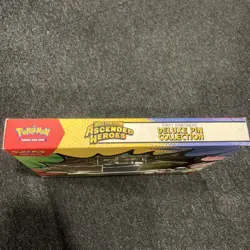 Pokémon
ASCENDED HEROES
DELUXE PIN
COLLECTION